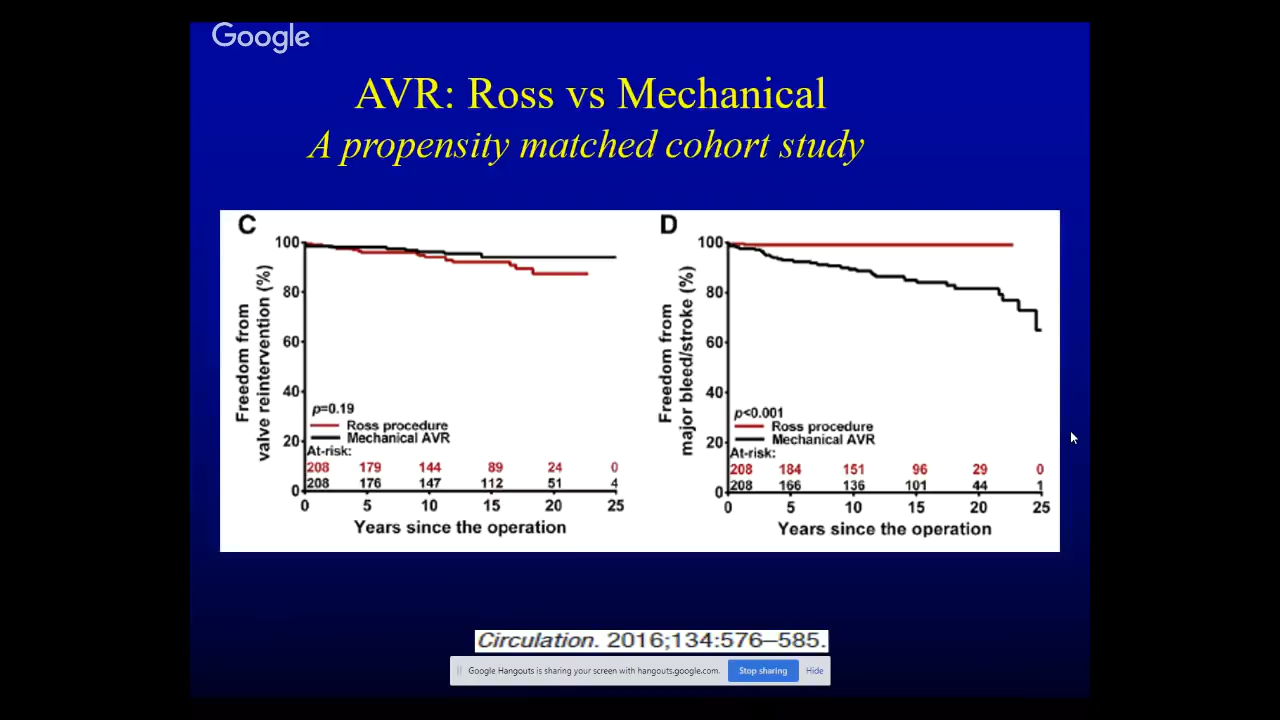 Google
AVR: Ross vs Mechanical
A propensity matched cohort study
C
Freedom from
valve reintervention (%)
100
80
60
40
20
0
p=0.19
Ross procedure
Mechanical AVR
At-risk:
208 179 144 89 24 0
208 176 147 112 51 4
0 5 10 15 20 25
Years since the operation
D
Freedom from
major bleed/stroke (%)
100
80
60
40
20
0
p<0.001
Ross procedure
Mechanical AVR
At-risk:
208 184 151 96 29 0
208 166 136 101 44 1
0 5 10 15 20 25
Years since the operation
Circulation. 2016;134:576–585.
Google Hangouts is sharing your screen with hangouts.google.com. Stop sharing Hide